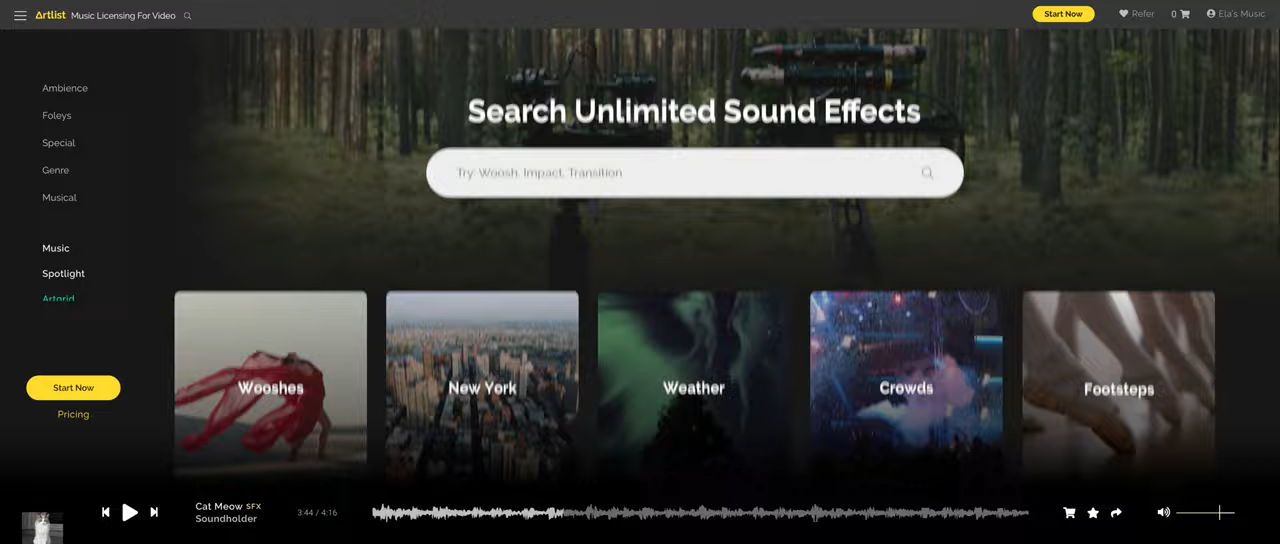 Artlist Music Licensing For Video
Start Now
Refer
0
Ela's Music
Ambience
Foleys
Special
Genre
Musical
Music
Spotlight
Artgrid
Start Now
Pricing
Search Unlimited Sound Effects
Try: Woosh, Impact, Transition
Wooshes
New York
Weather
Crowds
Footsteps
Cat Meow SFX
Soundholder
3:44 / 4:16